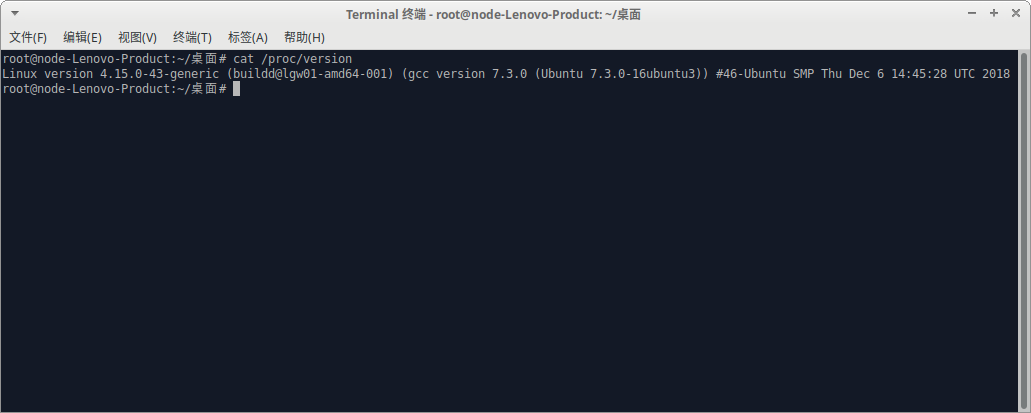 Terminal 终端 - root@node-Lenovo-Product: ~/桌面
文件(F) 编辑(E) 视图(V) 终端(T) 标签(A) 帮助(H)
root@node-Lenovo-Product:~/桌面# cat /proc/version
Linux version 4.15.0-43-generic (buildd@lgw01-amd64-001) (gcc version 7.3.0 (Ubuntu 7.3.0-16ubuntu3)) #46-Ubuntu SMP Thu Dec 6 14:45:28 UTC 2018
root@node-Lenovo-Product:~/桌面#